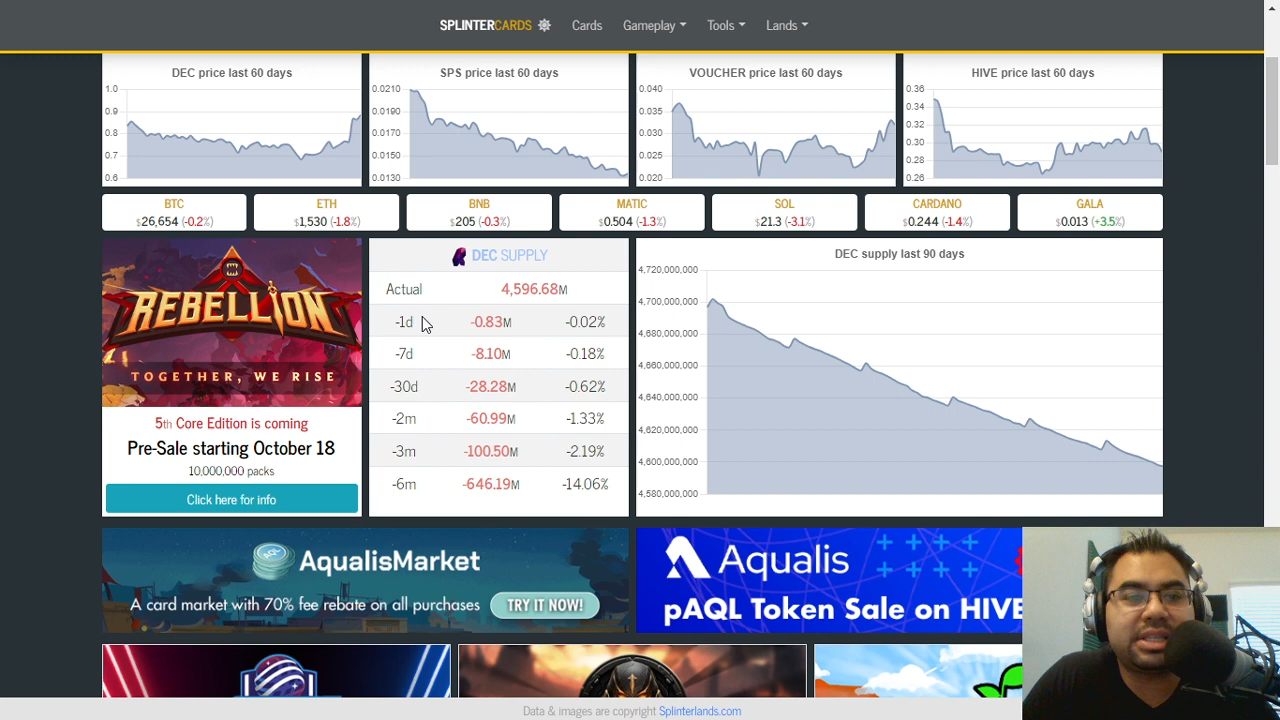 SPLINTERCARDS Cards Gameplay Tools Lands
DEC price last 60 days
1.0
0.9
0.8
0.7
0.6
SPS price last 60 days
0.0210
0.0190
0.0170
0.0150
0.0130
VOUCHER price last 60 days
0.040
0.035
0.030
0.025
0.020
HIVE price last 60 days
0.36
0.34
0.32
0.30
0.28
0.26
BTC
$26,654 (-0.2%)
ETH
$1,530 (-1.8%)
BNB
$205 (-0.3%)
MATIC
$0.504 (-1.3%)
SOL
$21.3 (-3.1%)
CARDANO
$0.244 (-1.4%)
GALA
$0.013 (+3.5%)
REBELLION
TOGETHER, WE RISE
5th Core Edition is coming
Pre-Sale starting October 18
10,000,000 packs
Click here for info
DEC SUPPLY
Actual 4,596.68M
-1d -0.83M -0.02%
-7d -8.10M -0.18%
-30d -28.28M -0.62%
-2m -60.99M -1.33%
-3m -100.50M -2.19%
-6m -646.19M -14.06%
DEC supply last 90 days
4,720,000,000
4,700,000,000
4,680,000,000
4,660,000,000
4,640,000,000
4,620,000,000
4,600,000,000
4,580,000,000
AqualisMarket
A card market with 70% fee rebate on all purchases
TRY IT NOW!
Aqualis
pAQL Token Sale on HIVE
Data & images are copyright Splinterlands.com